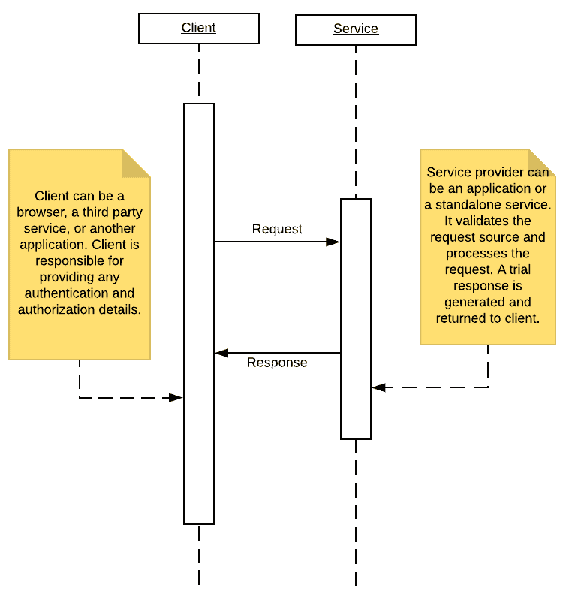 Client
Service
Client can be a
browser, a third party
service, or another
application. Client is
responsible for
providing any
authentication and
authorization details.
Service provider can
be an application or
a standalone service.
It validates the
request source and
processes the
request. A trial
response is
generated and
returned to client.
Request
Response